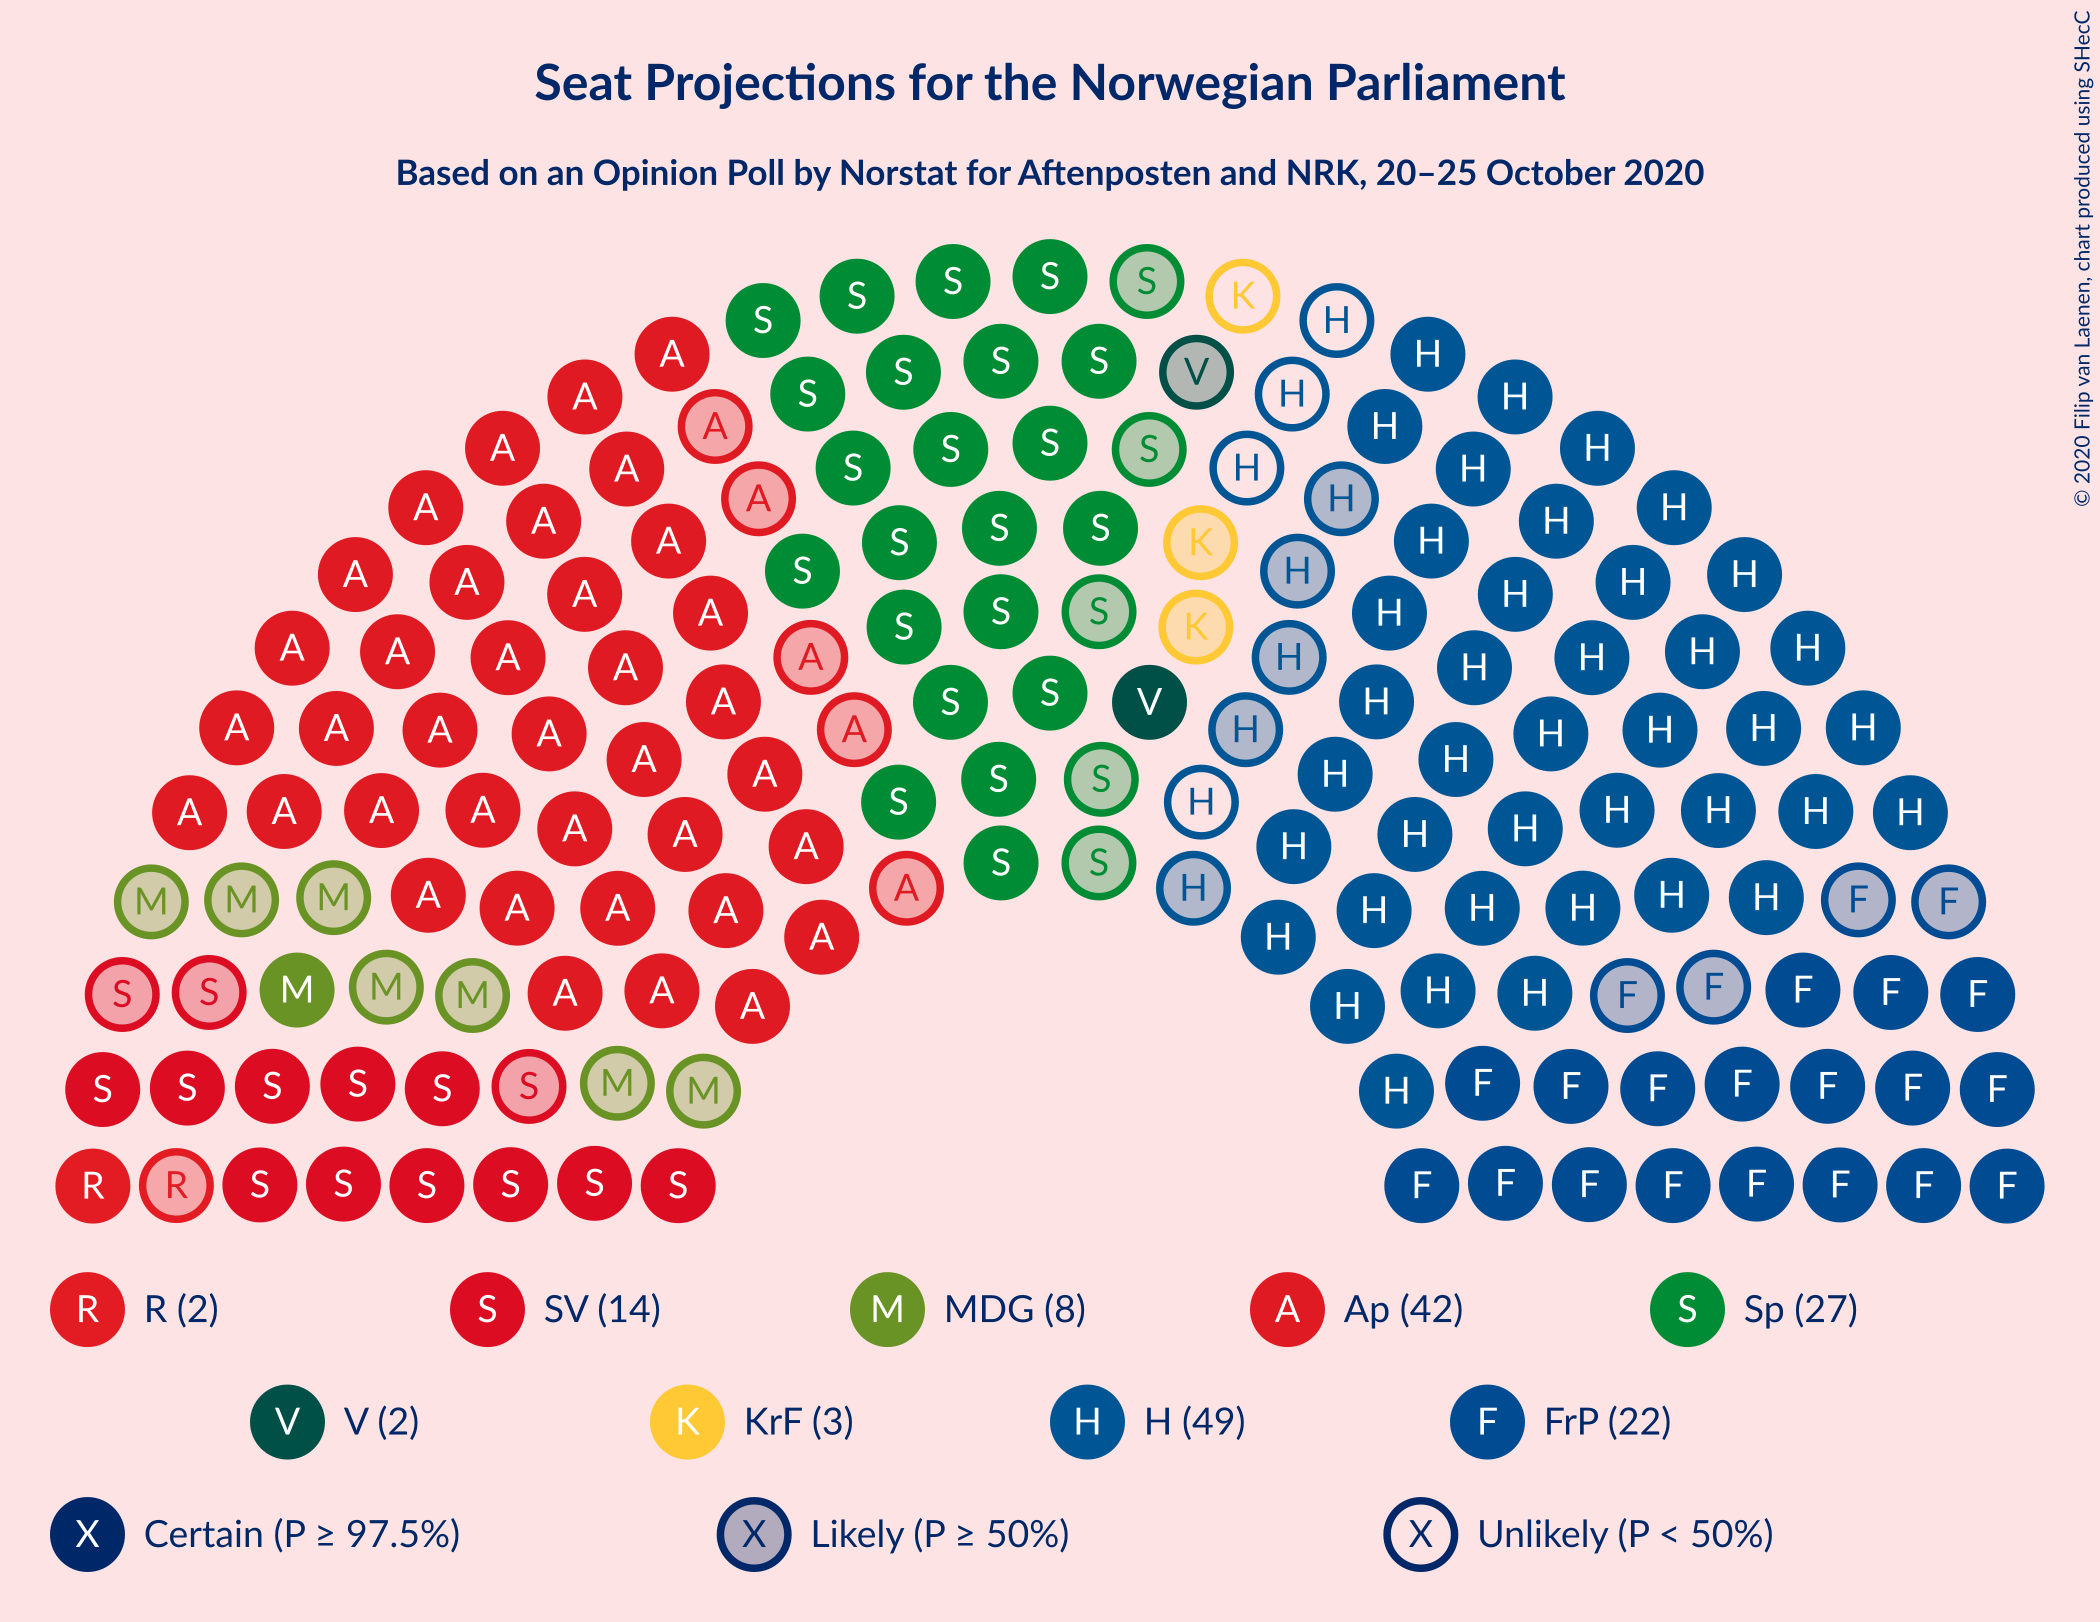 Seat Projections for the Norwegian Parliament
Based on an Opinion Poll by Norstat for Aftenposten and NRK, 20–25 October 2020
© 2020 Filip van Laenen, chart produced using SHecC
S S S S S K H
A S S S S V H H
A A S S S S H H H
A A A S S S K H H H
A A A S S S S K H H H H
A A A A A S S V H H H H H
A A A A A A S S S H H H H H H
A A A A A A A S S H H H H H H H
M M M A A A A A H H H H H F F
S S M M M A A A H H H F F F F F
S S S S S S M M H F F F F F F F
R R S S S S S S F F F F F F F F
R R (2) S SV (14) M MDG (8) A Ap (42) S Sp (27)
V V (2) K KrF (3) H H (49) F FrP (22)
X Certain (P ≥ 97.5%) X Likely (P ≥ 50%) X Unlikely (P < 50%)